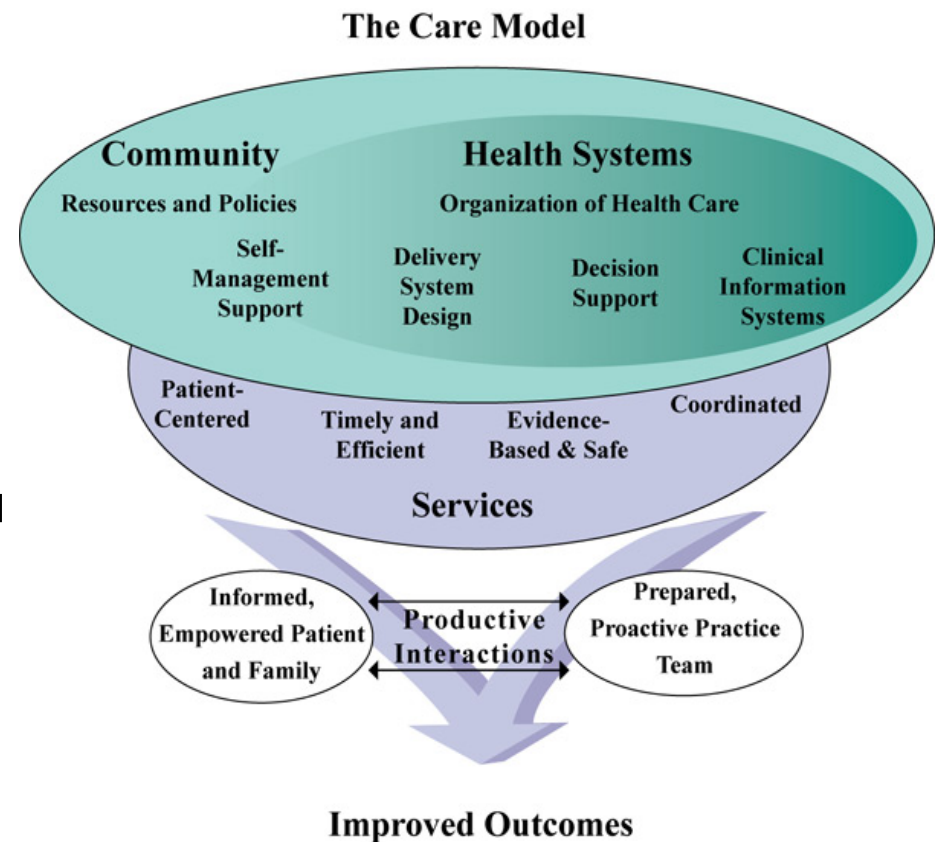 The Care Model
Community
Health Systems
Resources and Policies
Organization of Health Care
Self-
Management
Support
Delivery
System
Design
Decision
Support
Clinical
Information
Systems
Patient-
Centered
Timely and
Efficient
Evidence-
Based & Safe
Coordinated
Services
Informed,
Empowered Patient
and Family
Productive
Interactions
Prepared,
Proactive Practice
Team
Improved Outcomes